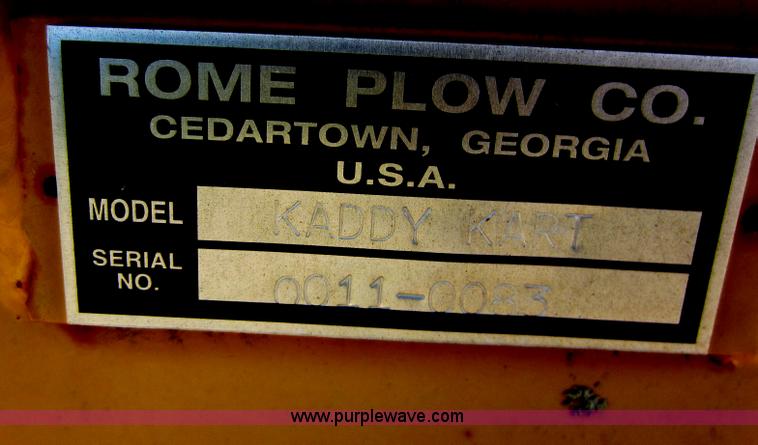 ROME PLOW CO.
CEDARTOWN, GEORGIA
U.S.A.
MODEL KADDY KART
SERIAL NO. 0011-0083
www.purplewave.com